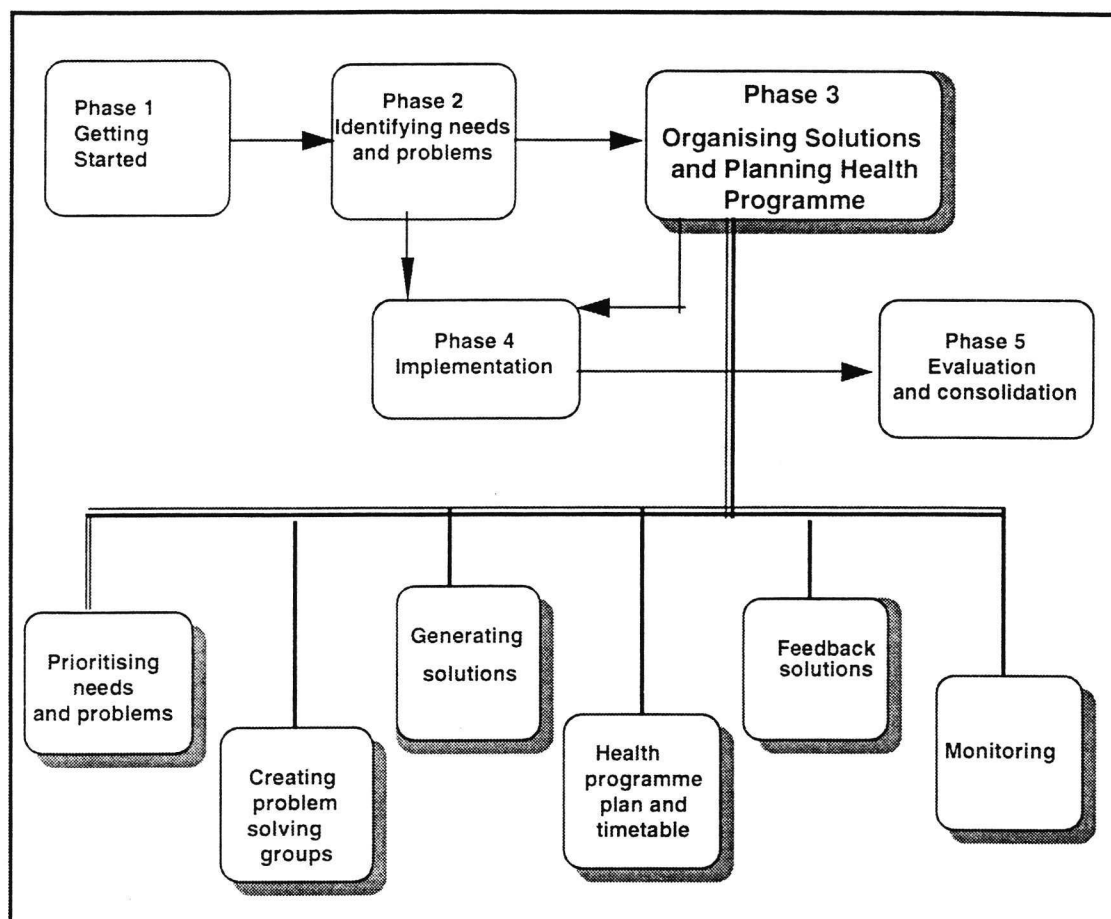 Phase 1
Getting
Started
Phase 2
Identifying needs
and problems
Phase 3
Organising Solutions
and Planning Health
Programme
Phase 4
Implementation
Phase 5
Evaluation
and consolidation
Prioritising
needs
and problems
Creating
problem
solving
groups
Generating
solutions
Health
programme
plan and
timetable
Feedback
solutions
Monitoring